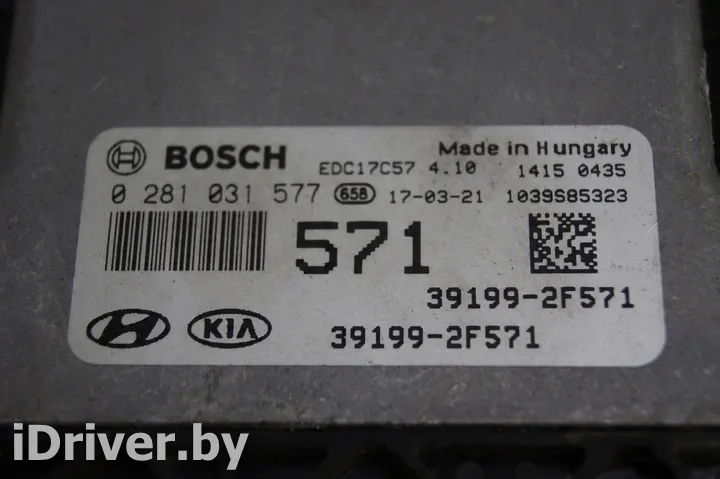 BOSCH EDC17C57 4.10 Made in Hungary
1415 0435
0 281 031 577 658 17-03-21 1039S85323
571
39199-2F571
KIA 39199-2F571
iDriver.by